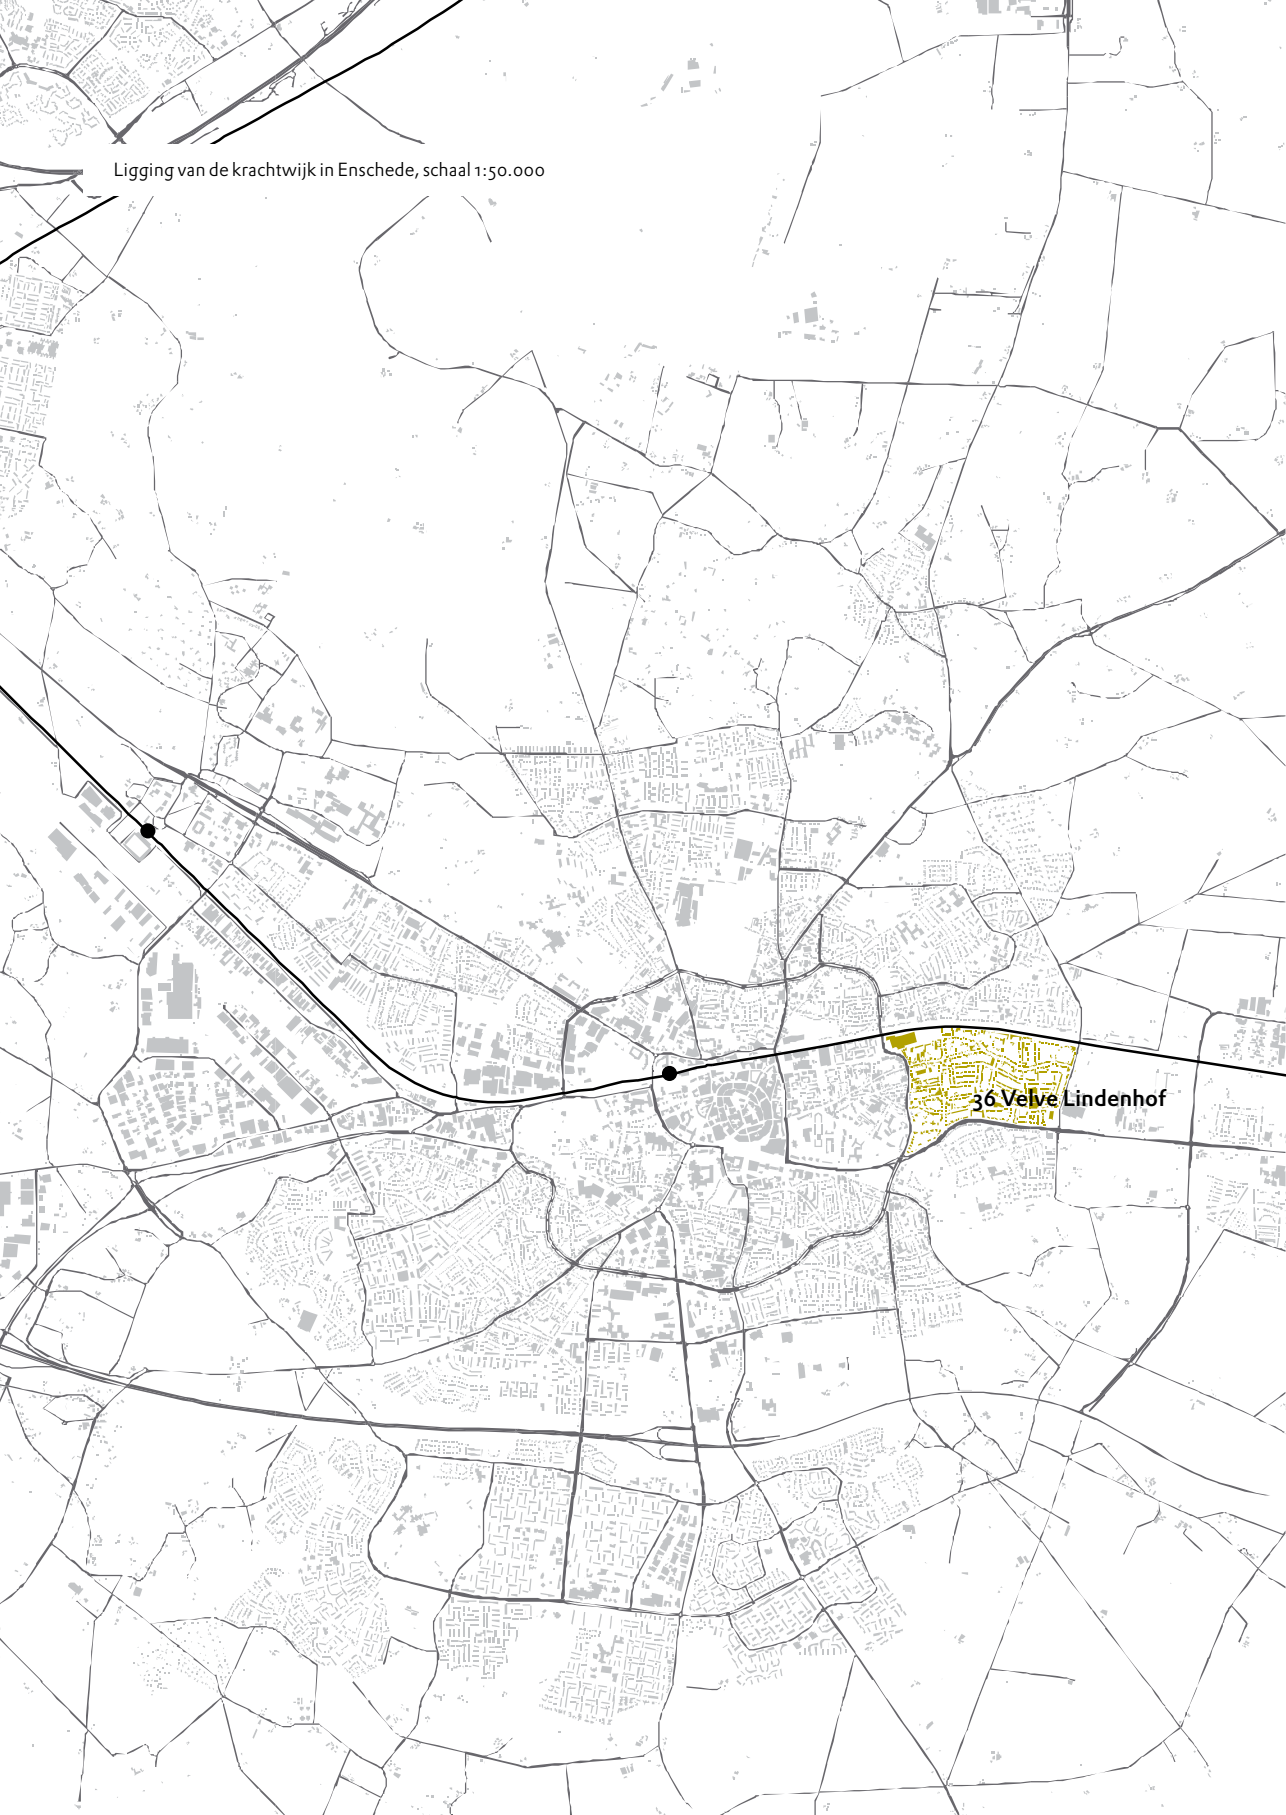 Ligging van de krachtwijk in Enschede, schaal 1:50.000
36 Velve Lindenhof